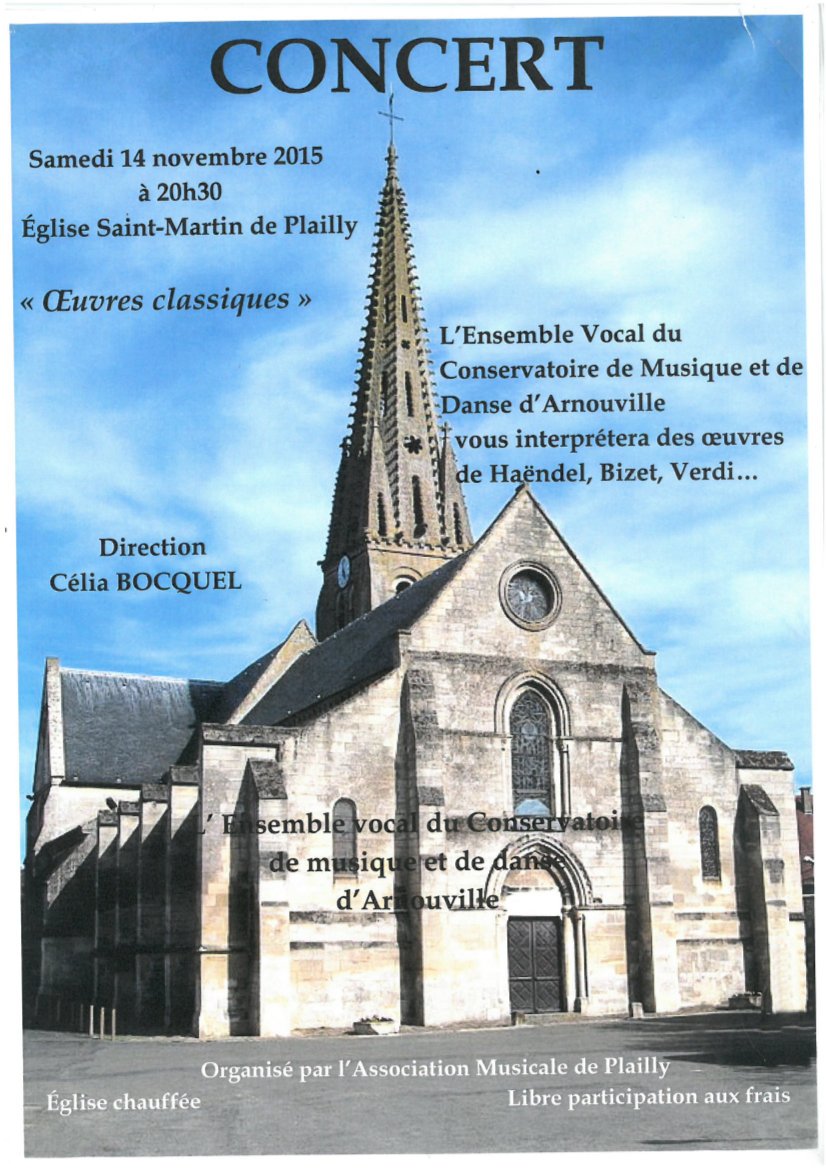 CONCERT
Samedi 14 novembre 2015
à 20h30
Église Saint-Martin de Plailly
« Œuvres classiques »
L’Ensemble Vocal du
Conservatoire de Musique et de
Danse d’Arnouville
vous interprétera des œuvres
de Haëndel, Bizet, Verdi…
Direction
Célia BOCQUEL
L’ Ensemble vocal du Conservatoire
de musique et de danse
d’Arnouville
Organisé par l’Association Musicale de Plailly
Église chauffée
Libre participation aux frais